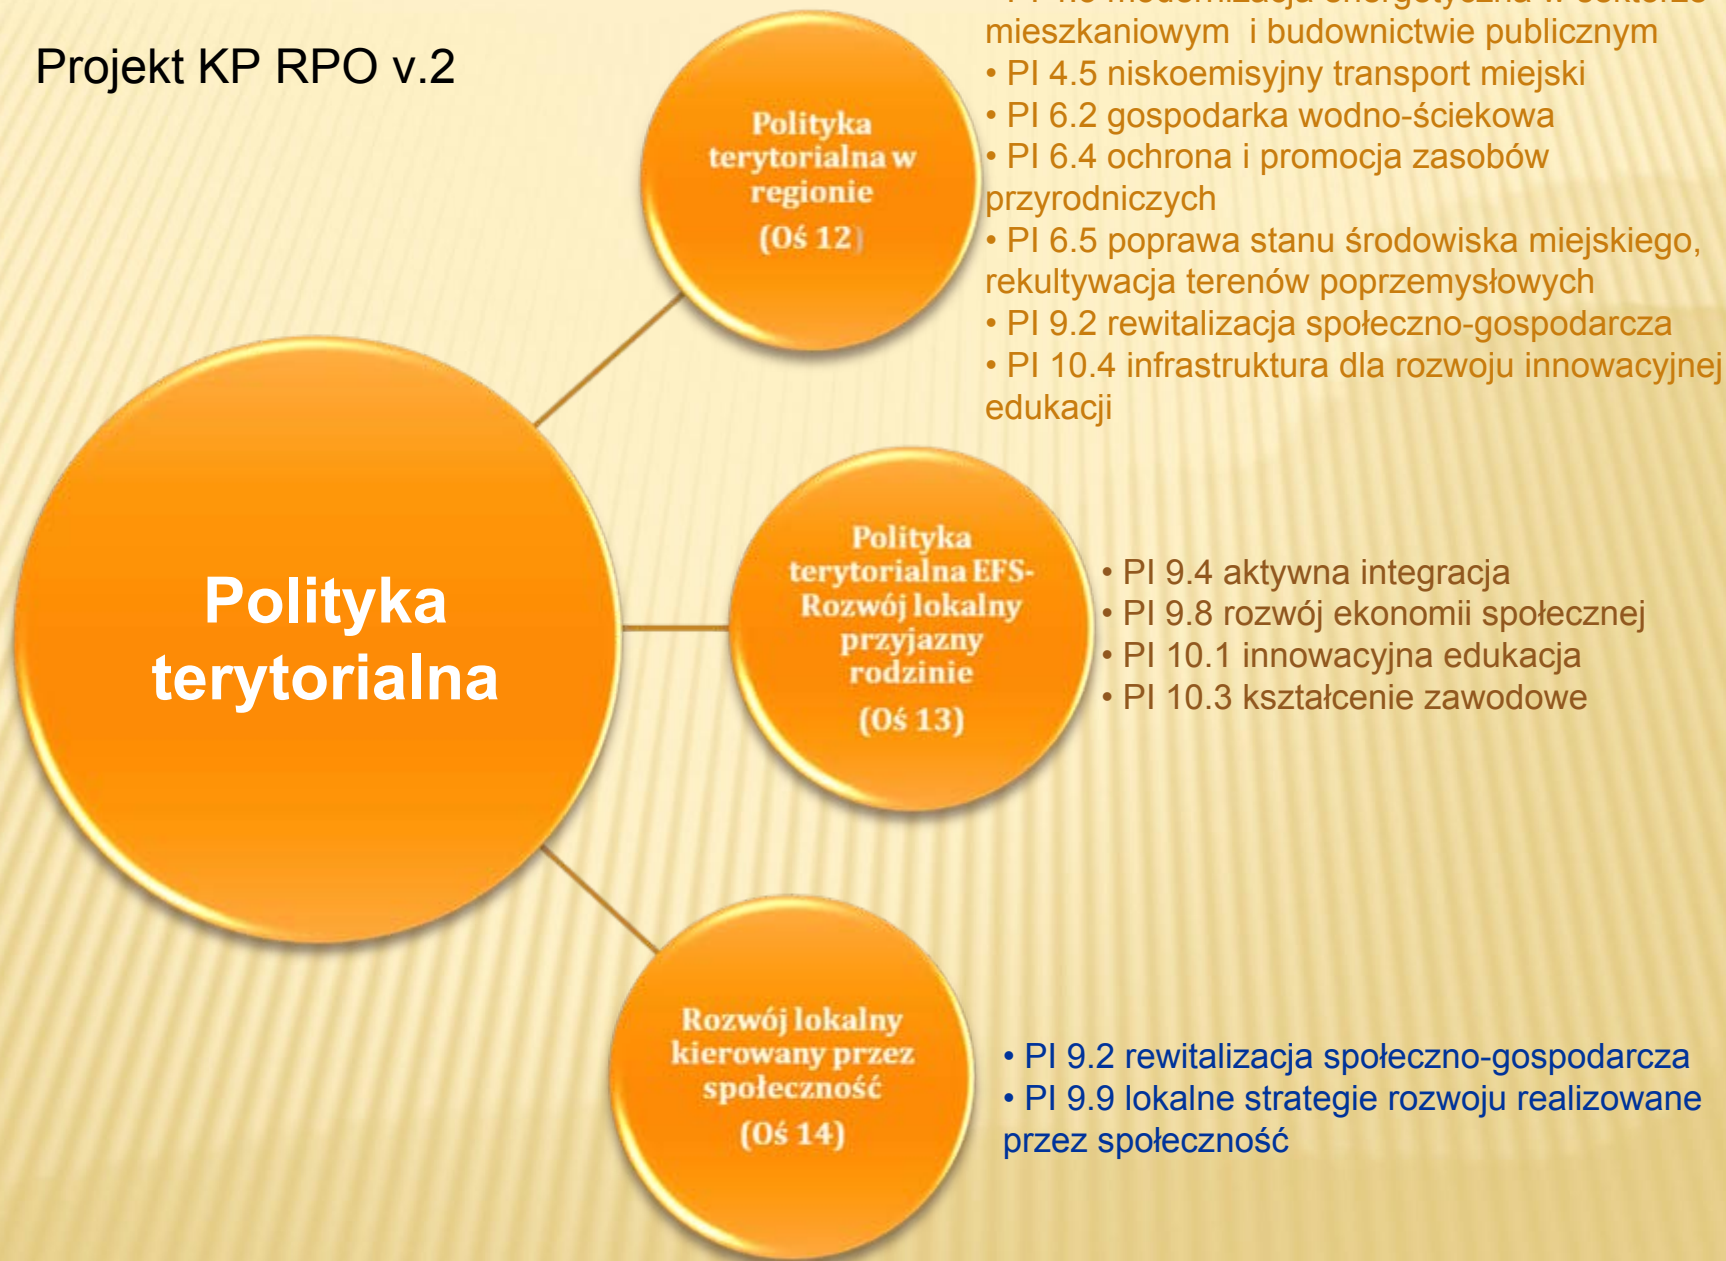 Projekt KP RPO v.2
modernizacja energetyczna w sektorze
mieszkaniowym i budownictwie publicznym
• PI 4.5 niskoemisyjny transport miejski
• PI 6.2 gospodarka wodno-ściekowa
• PI 6.4 ochrona i promocja zasobów
przyrodniczych
• PI 6.5 poprawa stanu środowiska miejskiego,
rekultywacja terenów poprzemysłowych
• PI 9.2 rewitalizacja społeczno-gospodarcza
• PI 10.4 infrastruktura dla rozwoju innowacyjnej
edukacji
Polityka
terytorialna w
regionie
(Oś 12)
Polityka
terytorialna
Polityka
terytorialna EFS-
Rozwój lokalny
przyjazny
rodzinie
(Oś 13)
• PI 9.4 aktywna integracja
• PI 9.8 rozwój ekonomii społecznej
• PI 10.1 innowacyjna edukacja
• PI 10.3 kształcenie zawodowe
Rozwój lokalny
kierowany przez
społeczność
(Oś 14)
• PI 9.2 rewitalizacja społeczno-gospodarcza
• PI 9.9 lokalne strategie rozwoju realizowane
przez społeczność